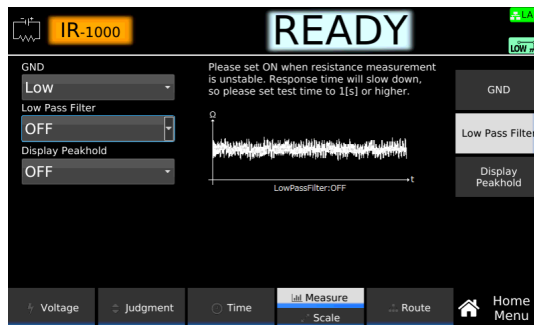 IR-1000
READY
LA
LOW
GND
Low
Low Pass Filter
OFF
Display Peakhold
OFF
Please set ON when resistance measurement
is unstable. Response time will slow down,
so please set test time to 1[s] or higher.
Ω
t
LowPassFilter:OFF
GND
Low Pass Filter
Display
Peakhold
Voltage
Judgment
Time
Measure
Scale
Route
Home
Menu